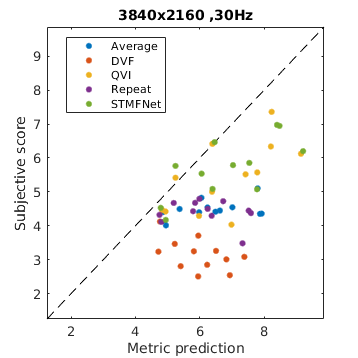 3840x2160 ,30Hz
Average
DVF
QVI
Repeat
STMFNet
9
8
7
6
5
4
3
2
Subjective score
2 4 6 8
Metric prediction